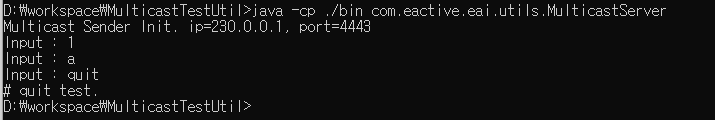 D:₩workspace₩MulticastTestUtil>java -cp ./bin com.eactive.eai.utils.MulticastServer
Multicast Sender Init. ip=230.0.0.1, port=4443
Input : 1
Input : a
Input : quit
# quit test.
D:₩workspace₩MulticastTestUtil>